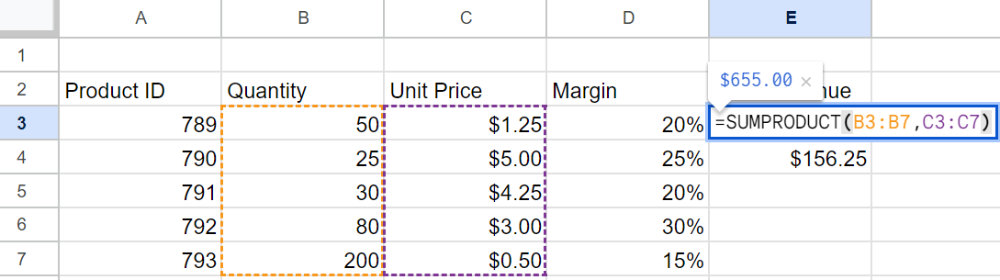 A B C D E
1
$655.00 ×
2 Product ID Quantity Unit Price Margin nue
3 789 50 $1.25 20% =SUMPRODUCT(B3:B7,C3:C7)
4 790 25 $5.00 25% $156.25
5 791 30 $4.25 20%
6 792 80 $3.00 30%
7 793 200 $0.50 15%